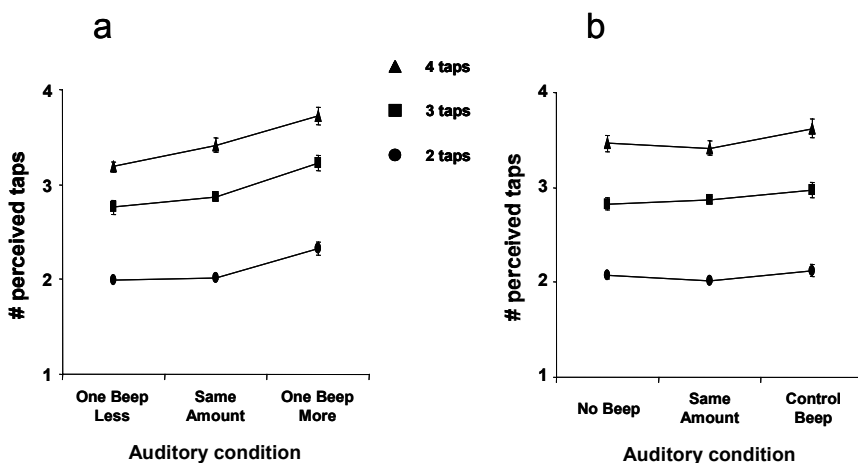 a
4
3
2
1
# perceived taps
One Beep Less
Same Amount
One Beep More
Auditory condition
4 taps
3 taps
2 taps
b
4
3
2
1
# perceived taps
No Beep
Same Amount
Control Beep
Auditory condition